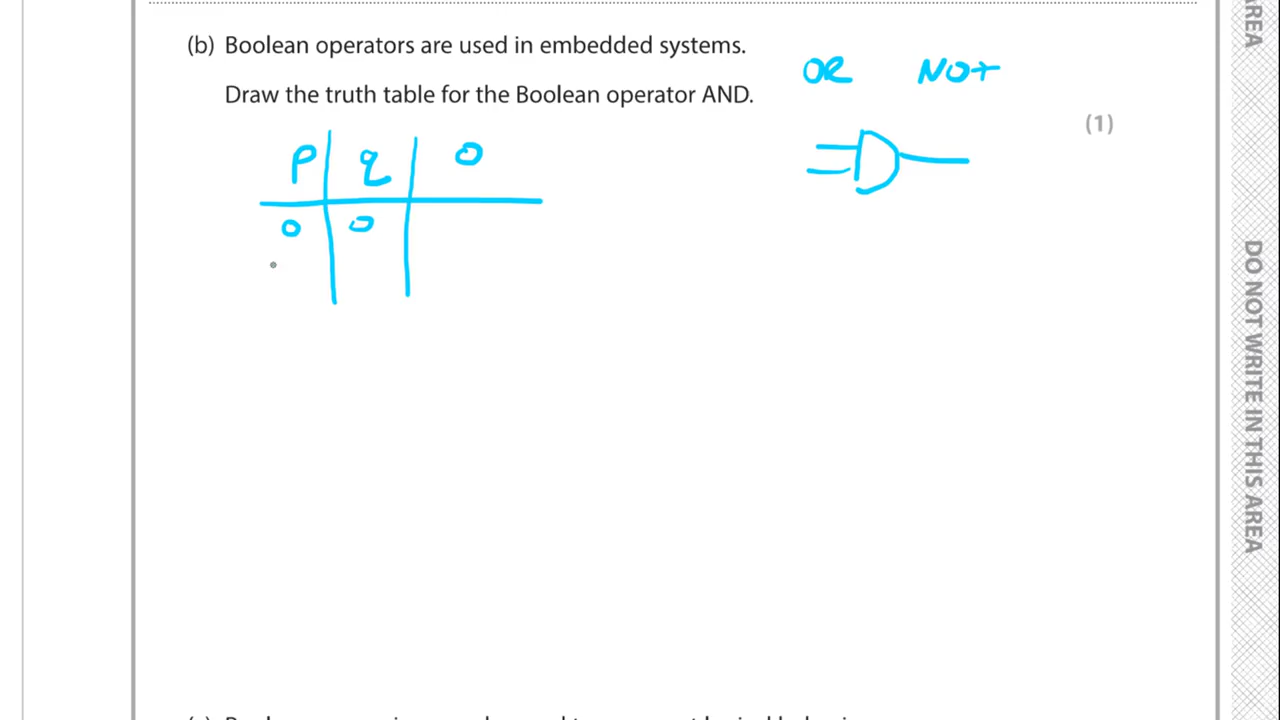 (b) Boolean operators are used in embedded systems.
OR NOT
Draw the truth table for the Boolean operator AND.
(1)
P q O
0 0
AREA
DO NOT WRITE IN THIS AREA